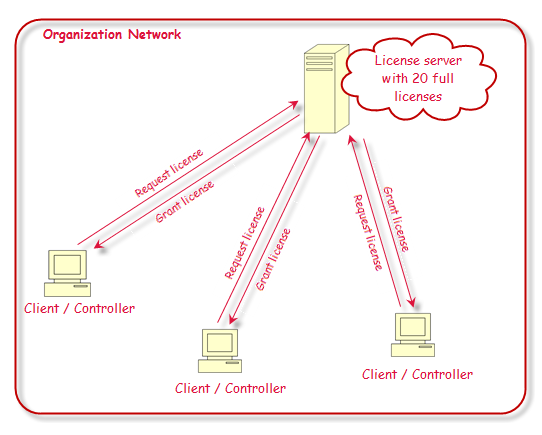 Organization Network
License server
with 20 full
licenses
Request license
Grant license
Request license
Grant license
Grant license
Request license
Client / Controller
Client / Controller
Client / Controller